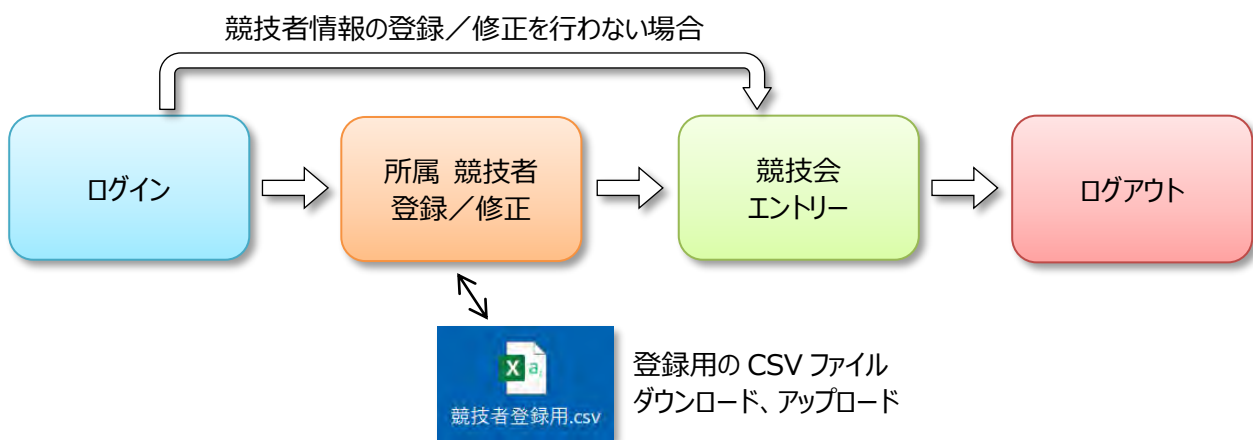 競技者情報の登録／修正を行わない場合
ログイン
所属 競技者
登録／修正
競技会
エントリー
ログアウト
競技者登録用.csv
登録用の CSV ファイル
ダウンロード、アップロード